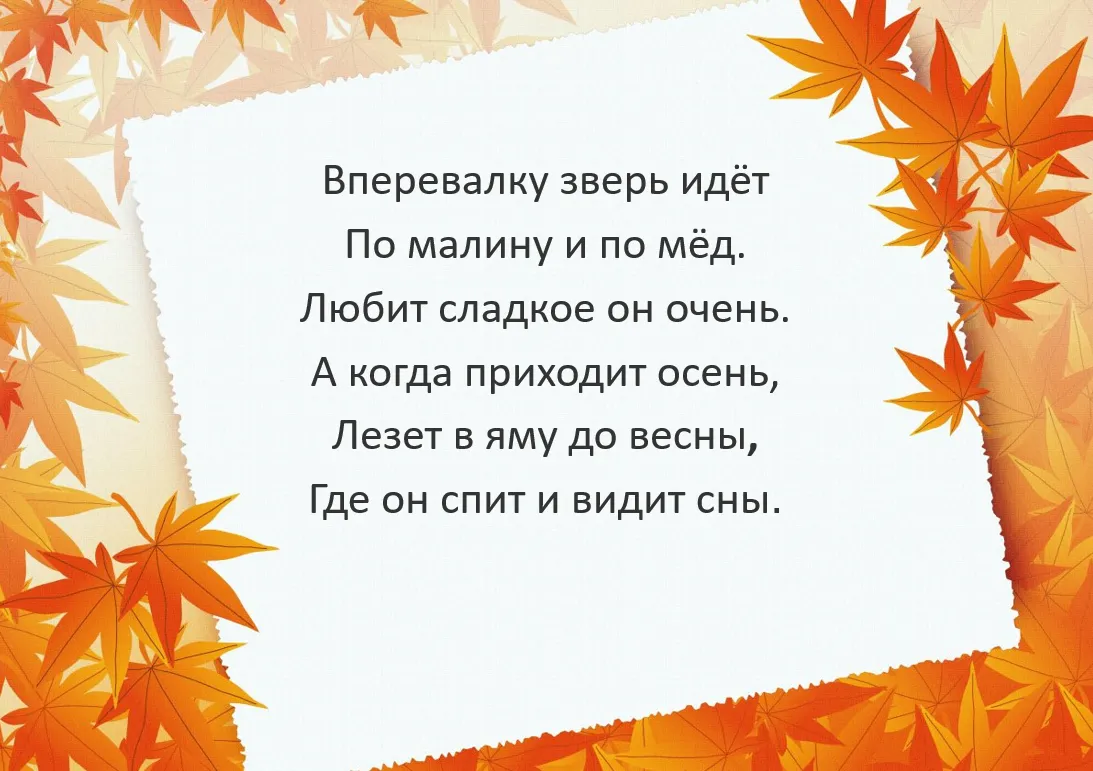 Вперевалку зверь идёт
По малину и по мёд.
Любит сладкое он очень.
А когда приходит осень,
Лезет в яму до весны,
Где он спит и видит сны.